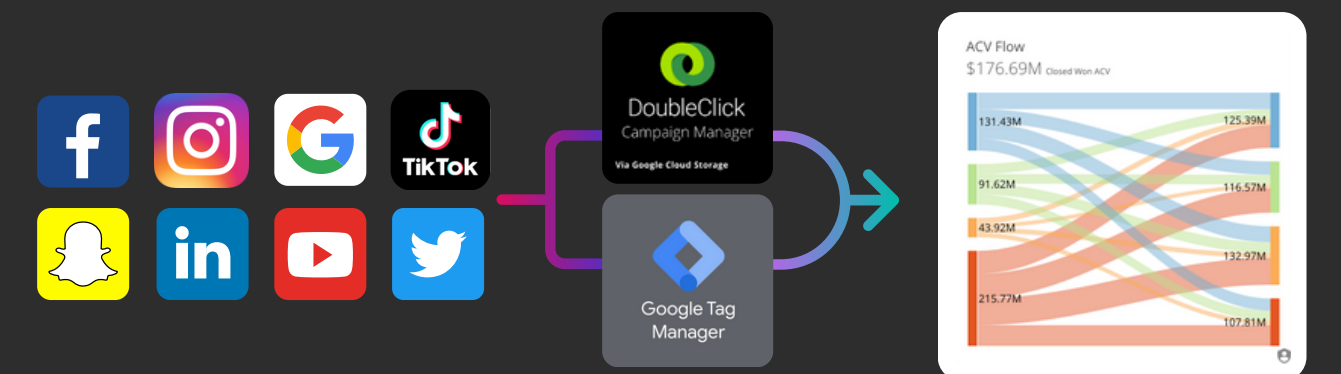 TikTok
in
DoubleClick
Campaign Manager
Via Google Cloud Storage
Google Tag
Manager
ACV Flow
$176.69M Closed Won ACV
131.43M
91.62M
43.92M
215.77M
125.39M
116.57M
132.97M
107.81M